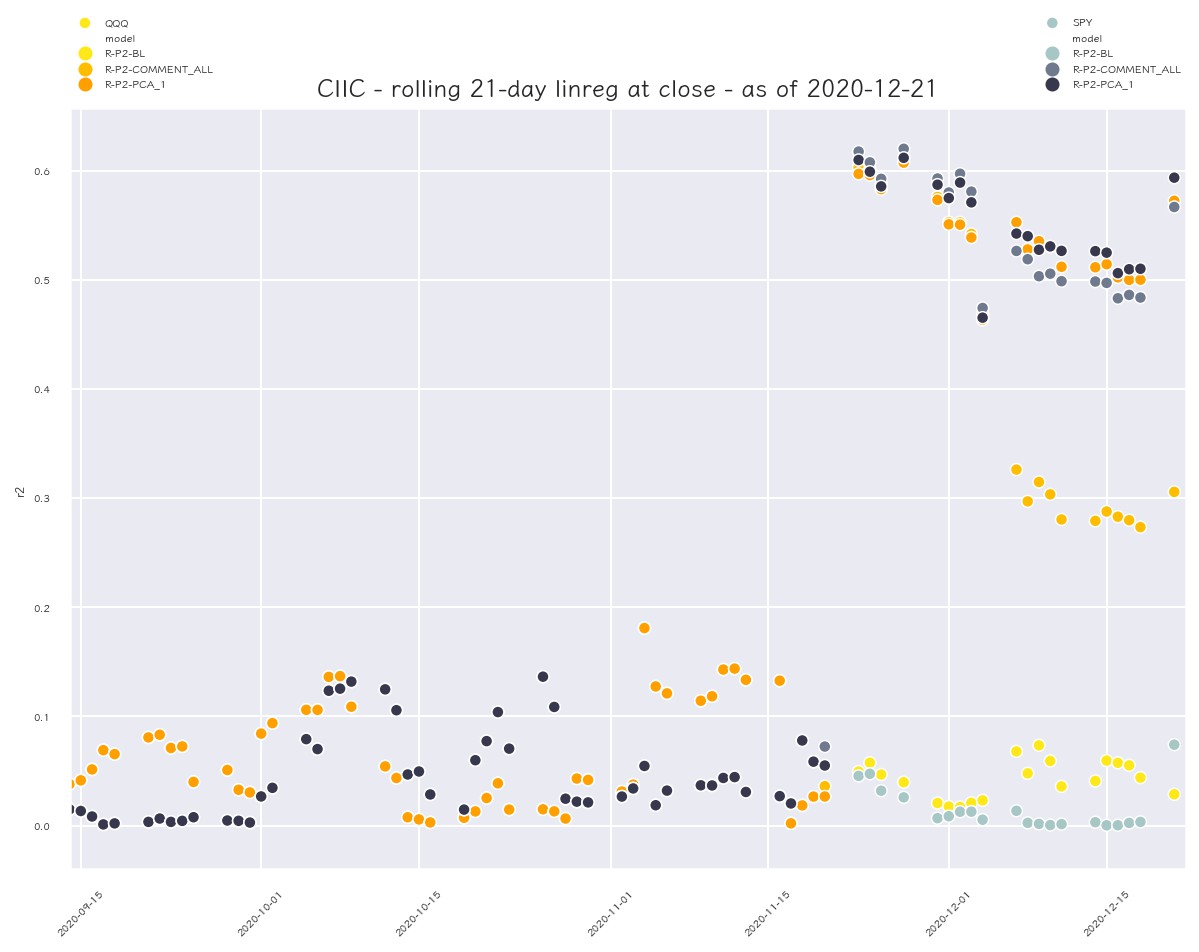 QQQ
model
R-P2-BL
R-P2-COMMENT_ALL
R-P2-PCA_1
SPY
model
R-P2-BL
R-P2-COMMENT_ALL
R-P2-PCA_1
CIIC - rolling 21-day linreg at close - as of 2020-12-21
r2
0.6
0.5
0.4
0.3
0.2
0.1
0.0
2020-09-15
2020-10-01
2020-10-15
2020-11-01
2020-11-15
2020-12-01
2020-12-15